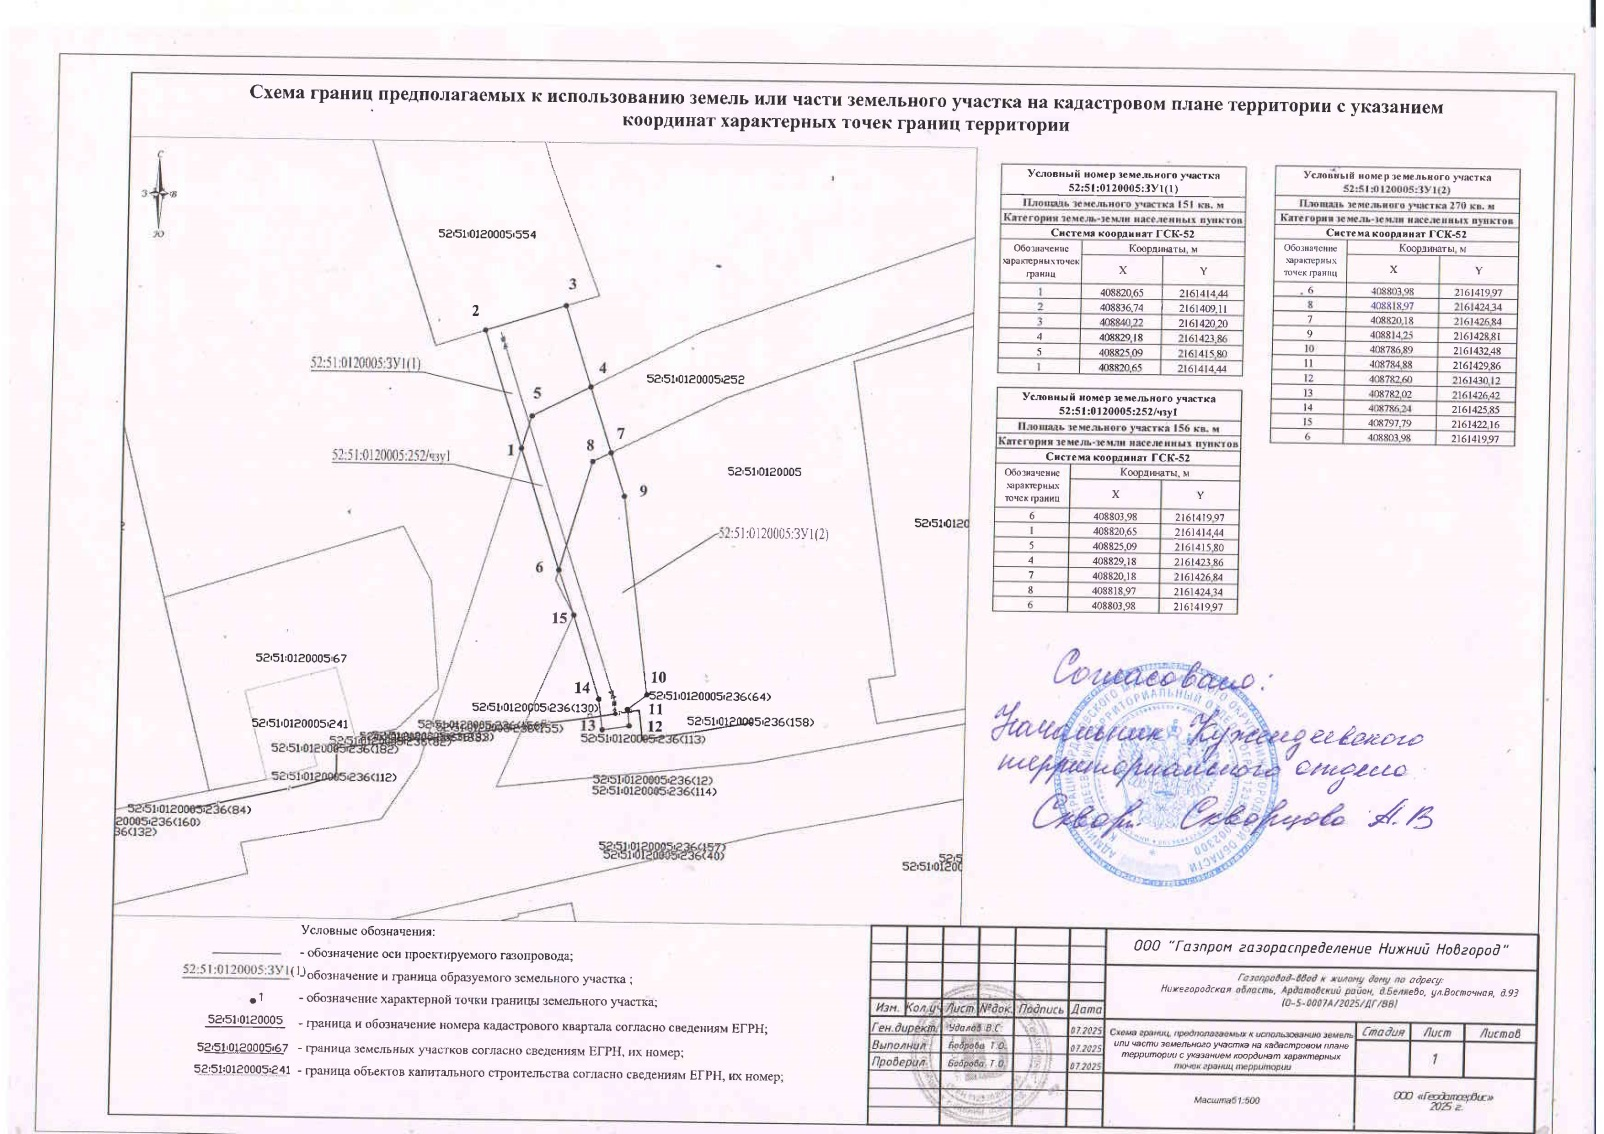 Схема границ предполагаемых к использованию земель или части земельного участка на кадастровом плане территории с указанием
координат характерных точек границ территории
С
З
В
Ю
52:51:0120005:554
3
2
52:51:0120005:ЗУ1(1)
4
52:51:0120005:252
5
1
8
7
52:51:0120005:252/чзу1
52:51:0120005
9
52:51:0120
52:51:0120005:ЗУ1(2)
6
15
52:51:0120005:67
10
14
52:51:0120005:236(64)
52:51:0120005:236(130)
11
52:51:0120005:241
13
12
52:51:0120005:236(158)
52:51:0120005:236(113)
52:51:0120005:236(182)
52:51:0120005:236(112)
52:51:0120005:236(12)
52:51:0120005:236(114)
52:51:0120005:236(84)
20005:236(160)
36(132)
52:51:0120005:236(157)
52:51:0120005:236(40)
52:5
52:51:0120
Условный номер земельного участка
52:51:0120005:ЗУ1(1)
Площадь земельного участка 151 кв. м
Категория земель-земли населенных пунктов
Система координат ГСК-52
Обозначение характерных точек границ
Координаты, м
X Y
1 408820,65 2161414,44
2 408836,74 2161409,11
3 408840,22 2161420,20
4 408829,18 2161423,86
5 408825,09 2161415,80
1 408820,65 2161414,44
Условный номер земельного участка
52:51:0120005:252/чзу1
Площадь земельного участка 156 кв. м
Категория земель-земли населенных пунктов
Система координат ГСК-52
Обозначение характерных точек границ
Координаты, м
X Y
6 408803,98 2161419,97
1 408820,65 2161414,44
5 408825,09 2161415,80
4 408829,18 2161423,86
7 408820,18 2161426,84
8 408818,97 2161424,34
6 408803,98 2161419,97
Условный номер земельного участка
52:51:0120005:ЗУ1(2)
Площадь земельного участка 270 кв. м
Категория земель-земли населенных пунктов
Система координат ГСК-52
Обозначение характерных точек границ
Координаты, м
X Y
6 408803,98 2161419,97
8 408818,97 2161424,34
7 408820,18 2161426,84
9 408814,25 2161428,81
10 408786,89 2161432,48
11 408784,88 2161429,86
12 408782,60 2161430,12
13 408782,02 2161426,42
14 408786,24 2161425,85
15 408797,79 2161422,16
6 408803,98 2161419,97
Согласовано:
Начальник Кужендеевского
территориального отдела
Скворцова А.В
Условные обозначения:
- обозначение оси проектируемого газопровода;
52:51:0120005:ЗУ1(1) - обозначение и граница образуемого земельного участка ;
1 - обозначение характерной точки границы земельного участка;
52:51:0120005 - граница и обозначение номера кадастрового квартала согласно сведениям ЕГРН;
52:51:0120005:67 - граница земельных участков согласно сведениям ЕГРН, их номер;
52:51:0120005:241 - граница объектов капитального строительства согласно сведениям ЕГРН, их номер;
ООО "Газпром газораспределение Нижний Новгород"
Газопровод-ввод к жилому дому по адресу:
Нижегородская область, Ардатовский район, д.Беляево, ул.Восточная, д.93
(0-5-0007А/2025/ДГ/ВВ)
Изм. Кол.уч Лист №док. Подпись Дата
Ген.директ. Удалов В.С. 07.2025
Выполнил Бодрова Т.О. 07.2025
Проверил Бодрова Т.О. 07.2025
Схема границ, предполагаемых к использованию земель
или части земельного участка на кадастровом плане
территории с указанием координат характерных
точек границ территории
Стадия Лист Листов
1
Масштаб 1:500
ООО «Геодатсервис»
2025 г.